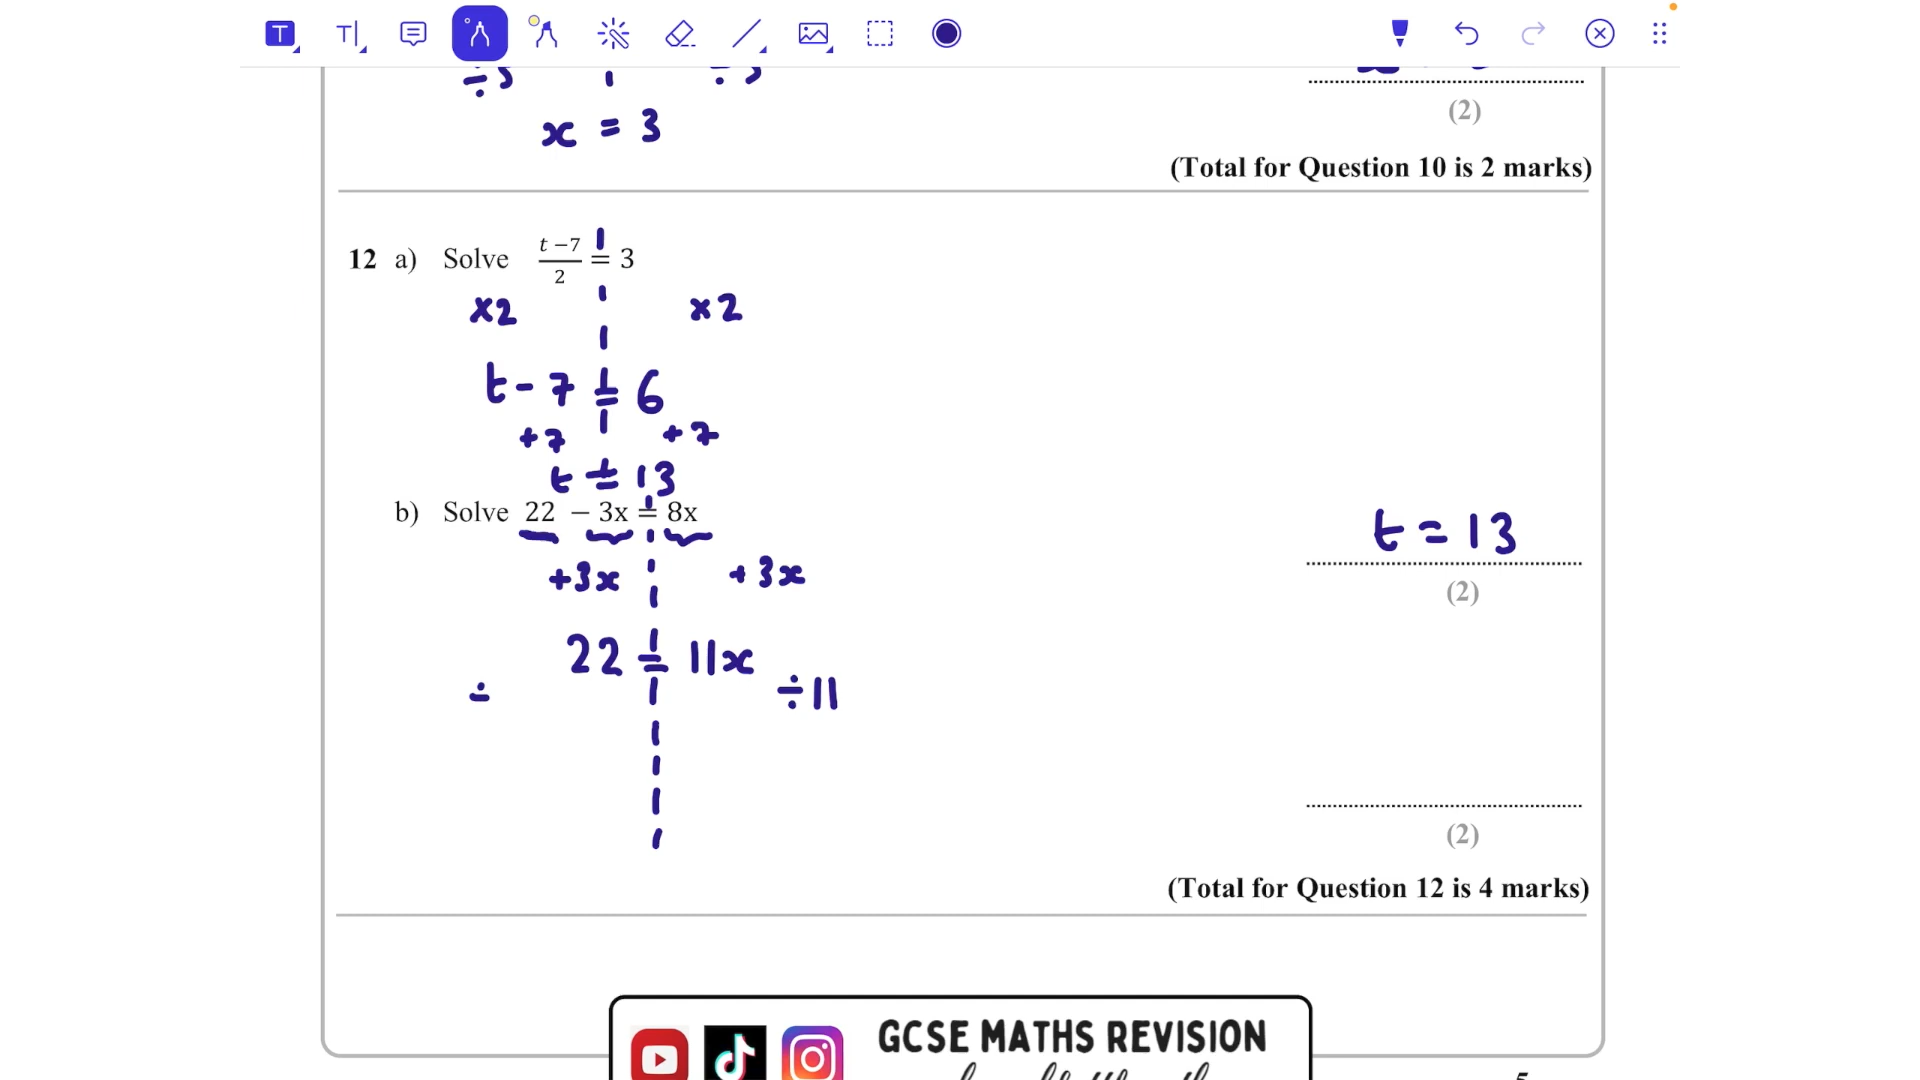 x = 3
(2)
(Total for Question 10 is 2 marks)
12 a) Solve (t − 7)/2 = 3
×2 ×2
t - 7 = 6
+7 +7
t = 13
b) Solve 22 − 3x = 8x
t = 13
(2)
+3x +3x
22 = 11x
÷ ÷11
(2)
(Total for Question 12 is 4 marks)
GCSE MATHS REVISION